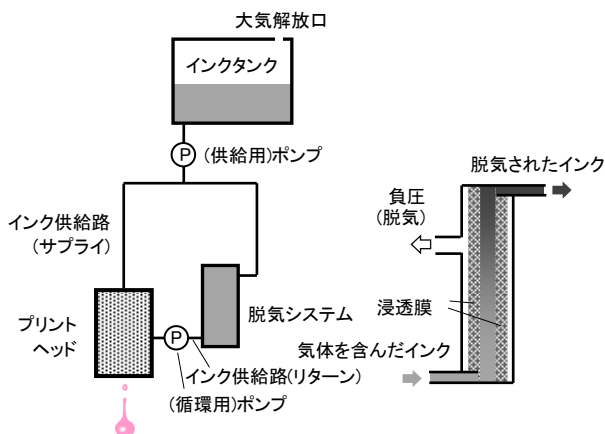 大気解放口
インクタンク
P
(供給用)ポンプ
インク供給路
(サプライ)
プリント
ヘッド
P
脱気システム
インク供給路(リターン)
(循環用)ポンプ
脱気されたインク
負圧
(脱気)
浸透膜
気体を含んだインク